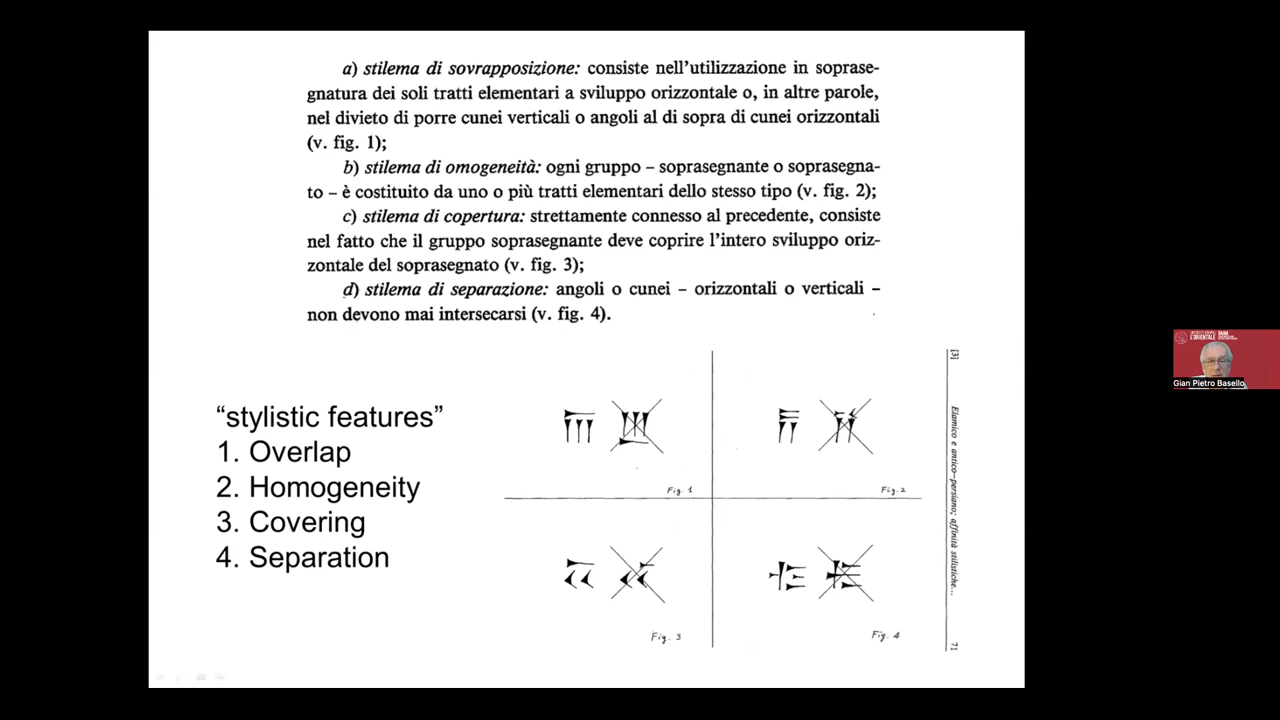 a) stilema di sovrapposizione: consiste nell'utilizzazione in soprase-
gnatura dei soli tratti elementari a sviluppo orizzontale o, in altre parole,
nel divieto di porre cunei verticali o angoli al di sopra di cunei orizzontali
(v. fig. 1);
b) stilema di omogeneità: ogni gruppo – soprasegnante o soprasegna-
to – è costituito da uno o più tratti elementari dello stesso tipo (v. fig. 2);
c) stilema di copertura: strettamente connesso al precedente, consiste
nel fatto che il gruppo soprasegnante deve coprire l'intero sviluppo oriz-
zontale del soprasegnato (v. fig. 3);
d) stilema di separazione: angoli o cunei – orizzontali o verticali –
non devono mai intersecarsi (v. fig. 4).
“stylistic features”
1. Overlap
2. Homogeneity
3. Covering
4. Separation
Fig. 1
Fig. 2
Fig. 3
Fig. 4
[3]
Elamico e antico-persiano; affinità stilistiche...
71
L'ORIENTALE
Gian Pietro Basello